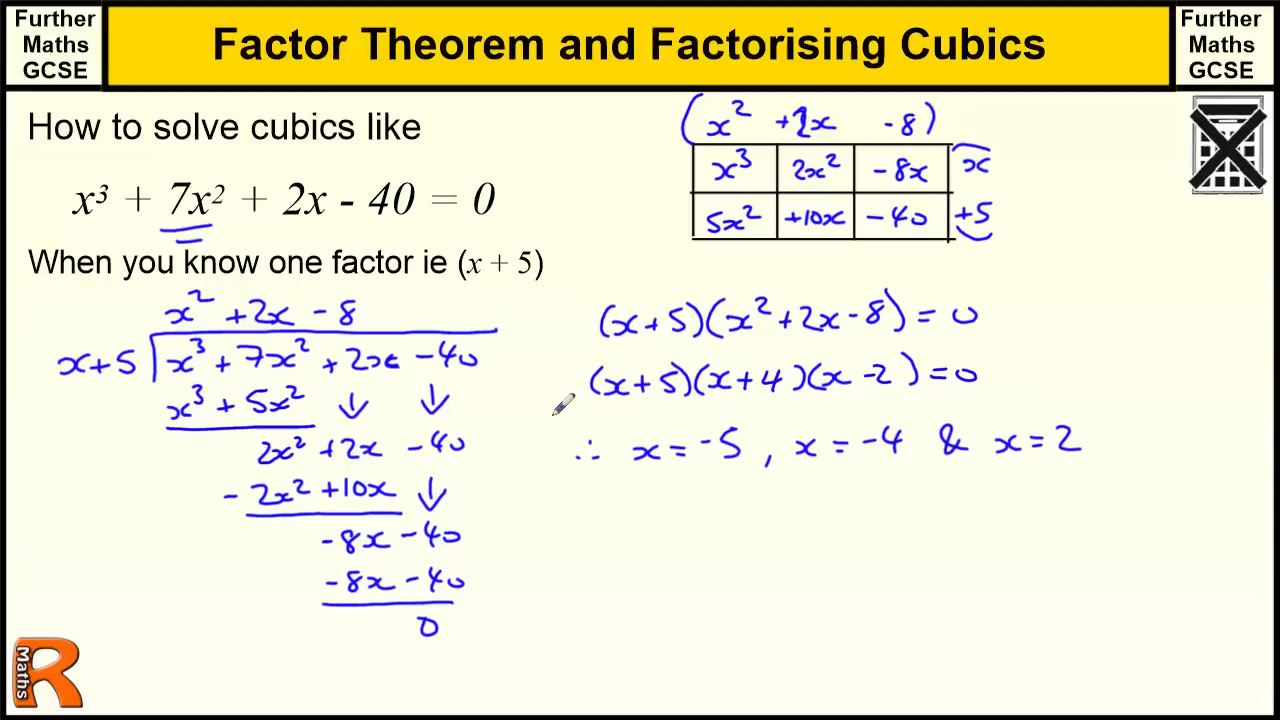 Further
Maths
GCSE
Factor Theorem and Factorising Cubics
Further
Maths
GCSE
How to solve cubics like
x³ + 7x² + 2x - 40 = 0
When you know one factor ie (x + 5)
x² + 2x - 8
x + 5 x³ + 7x² + 2x - 40
x³ + 5x² ↓ ↓
2x² + 2x - 40
- 2x² + 10x ↓
-8x - 40
-8x - 40
0
(x² + 2x - 8)
x³ 2x² -8x x
5x² +10x -40 +5
(x + 5)(x² + 2x - 8) = 0
(x + 5)(x + 4)(x - 2) = 0
∴ x = -5, x = -4 & x = 2
R
Maths